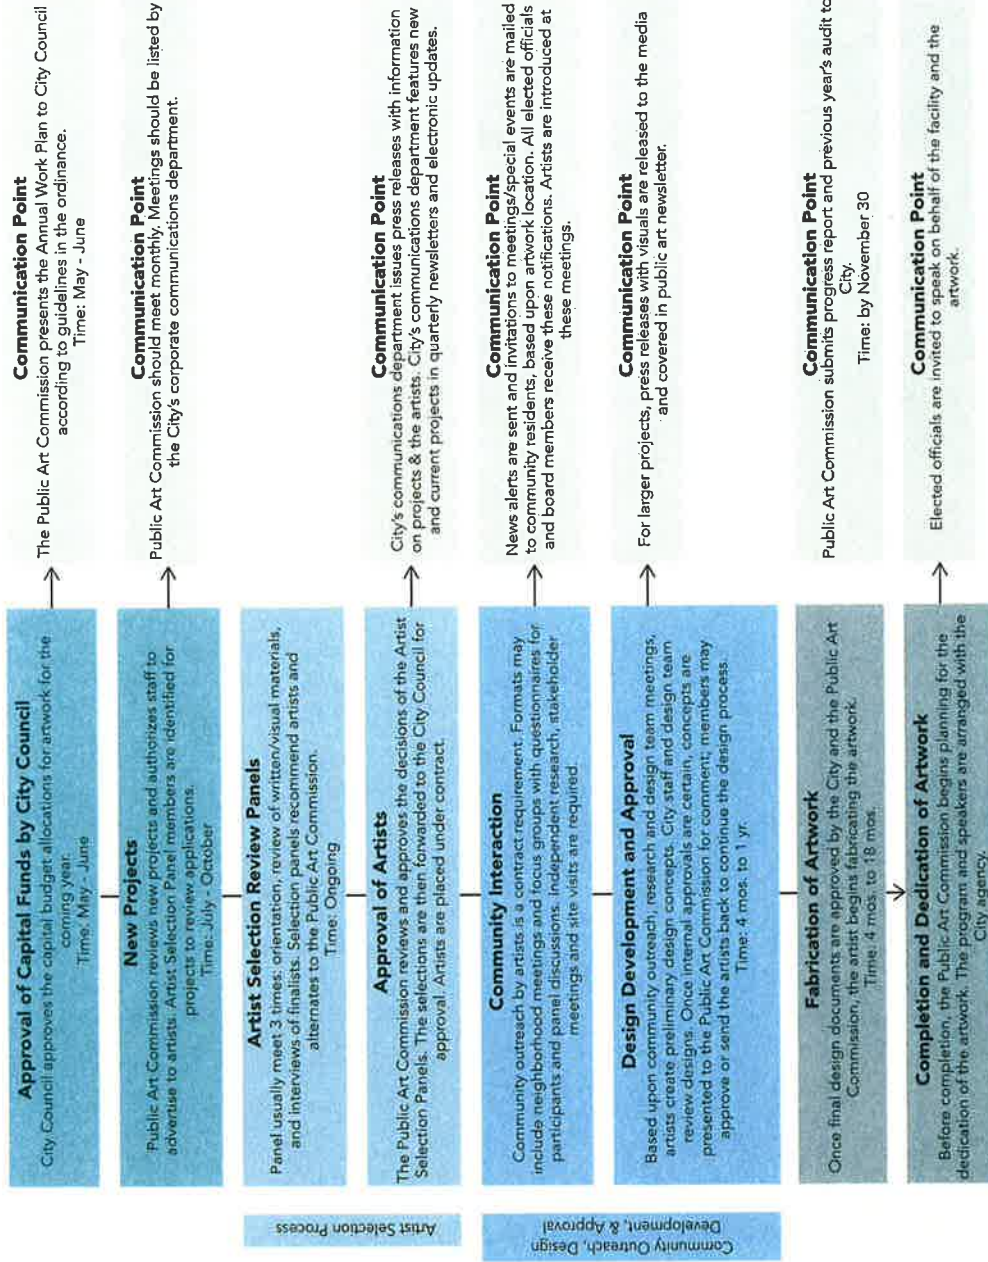 Approval of Capital Funds by City Council
City Council approves the capital budget allocations for artwork for the
coming year.
Time: May - June
Communication Point
The Public Art Commission presents the Annual Work Plan to City Council
according to guidelines in the ordinance.
Time: May - June
New Projects
Public Art Commission reviews new projects and authorizes staff to
advertise to artists. Artist Selection Panel members are identified for
projects to review applications.
Time: July - October
Communication Point
Public Art Commission should meet monthly. Meetings should be listed by
the City's corporate communications department.
Artist Selection Process
Artist Selection Review Panels
Panel usually meet 3 times: orientation, review of written/visual materials,
and interviews of finalists. Selection panels recommend artists and
alternates to the Public Art Commission.
Time: Ongoing
Approval of Artists
The Public Art Commission reviews and approves the decisions of the Artist
Selection Panels. The selections are then forwarded to the City Council for
approval. Artists are placed under contract.
Communication Point
City's communications department issues press releases with information
on projects & the artists. City's communications department features new
and current projects in quarterly newsletters and electronic updates.
Community Outreach, Design
Development, & Approval
Community Interaction
Community outreach by artists is a contract requirement. Formats may
include neighborhood meetings and focus groups with questionnaires for
participants and panel discussions. Independent research, stakeholder
meetings and site visits are required.
Communication Point
News alerts are sent and invitations to meetings/special events are mailed
to community residents, based upon artwork location. All elected officials
and board members receive these notifications. Artists are introduced at
these meetings.
Design Development and Approval
Based upon community outreach, research and design team meetings,
artists create preliminary design concepts. City staff and design team
review designs. Once internal approvals are certain, concepts are
presented to the Public Art Commission for comment; members may
approve or send the artists back to continue the design process.
Time: 4 mos. to 1 yr.
Communication Point
For larger projects, press releases with visuals are released to the media
and covered in public art newsletter.
Fabrication of Artwork
Once final design documents are approved by the City and the Public Art
Commission, the artist begins fabricating the artwork.
Time: 4 mos. to 18 mos.
Communication Point
Public Art Commission submits progress report and previous year's audit to
City.
Time: by November 30
Completion and Dedication of Artwork
Before completion, the Public Art Commission begins planning for the
dedication of the artwork. The program and speakers are arranged with the
City agency.
Communication Point
Elected officials are invited to speak on behalf of the facility and the
artwork.